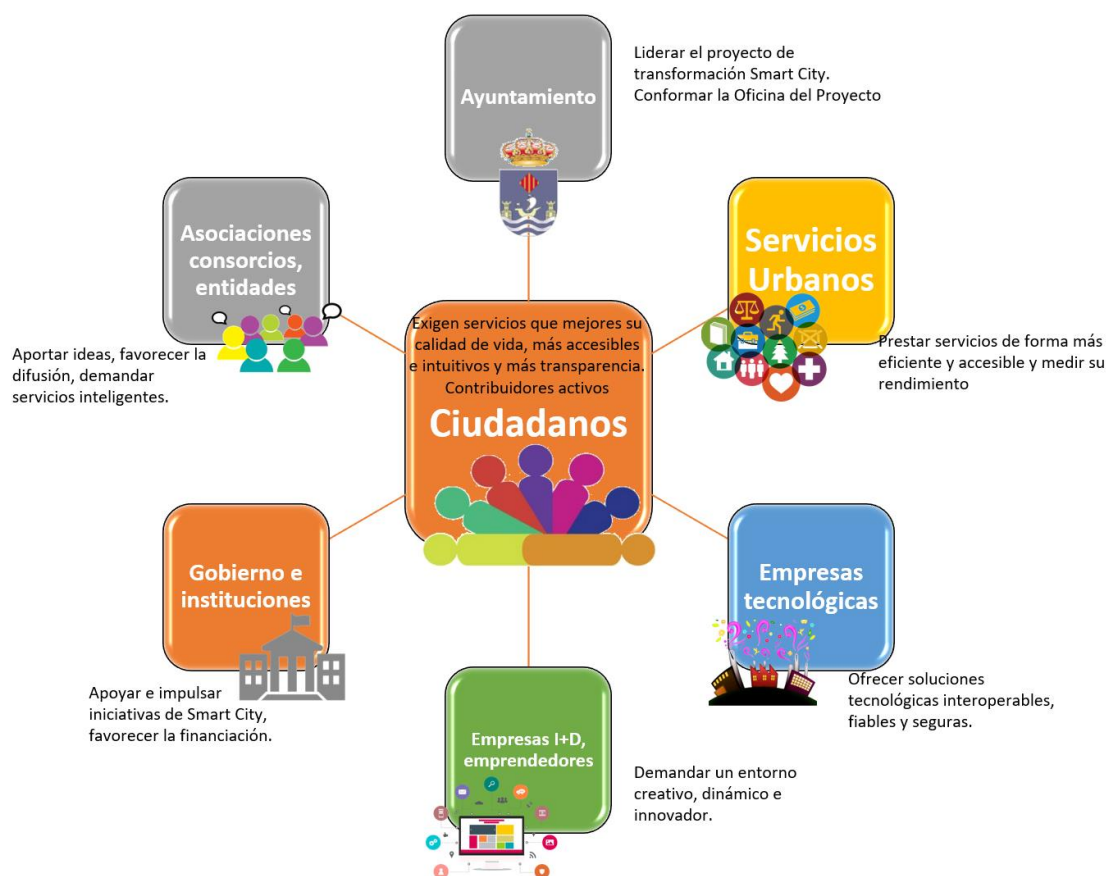 Ayuntamiento
Liderar el proyecto de
transformación Smart City.
Conformar la Oficina del Proyecto
Asociaciones
consorcios,
entidades
Aportar ideas, favorecer la
difusión, demandar
servicios inteligentes.
Servicios
Urbanos
Prestar servicios de forma más
eficiente y accesible y medir su
rendimiento
Exigen servicios que mejores su
calidad de vida, más accesibles
e intuitivos y más transparencia.
Contribuidores activos
Ciudadanos
Gobierno e
instituciones
Apoyar e impulsar
iniciativas de Smart City,
favorecer la financiación.
Empresas
tecnológicas
Ofrecer soluciones
tecnológicas interoperables,
fiables y seguras.
Empresas I+D,
emprendedores
Demandar un entorno
creativo, dinámico e
innovador.